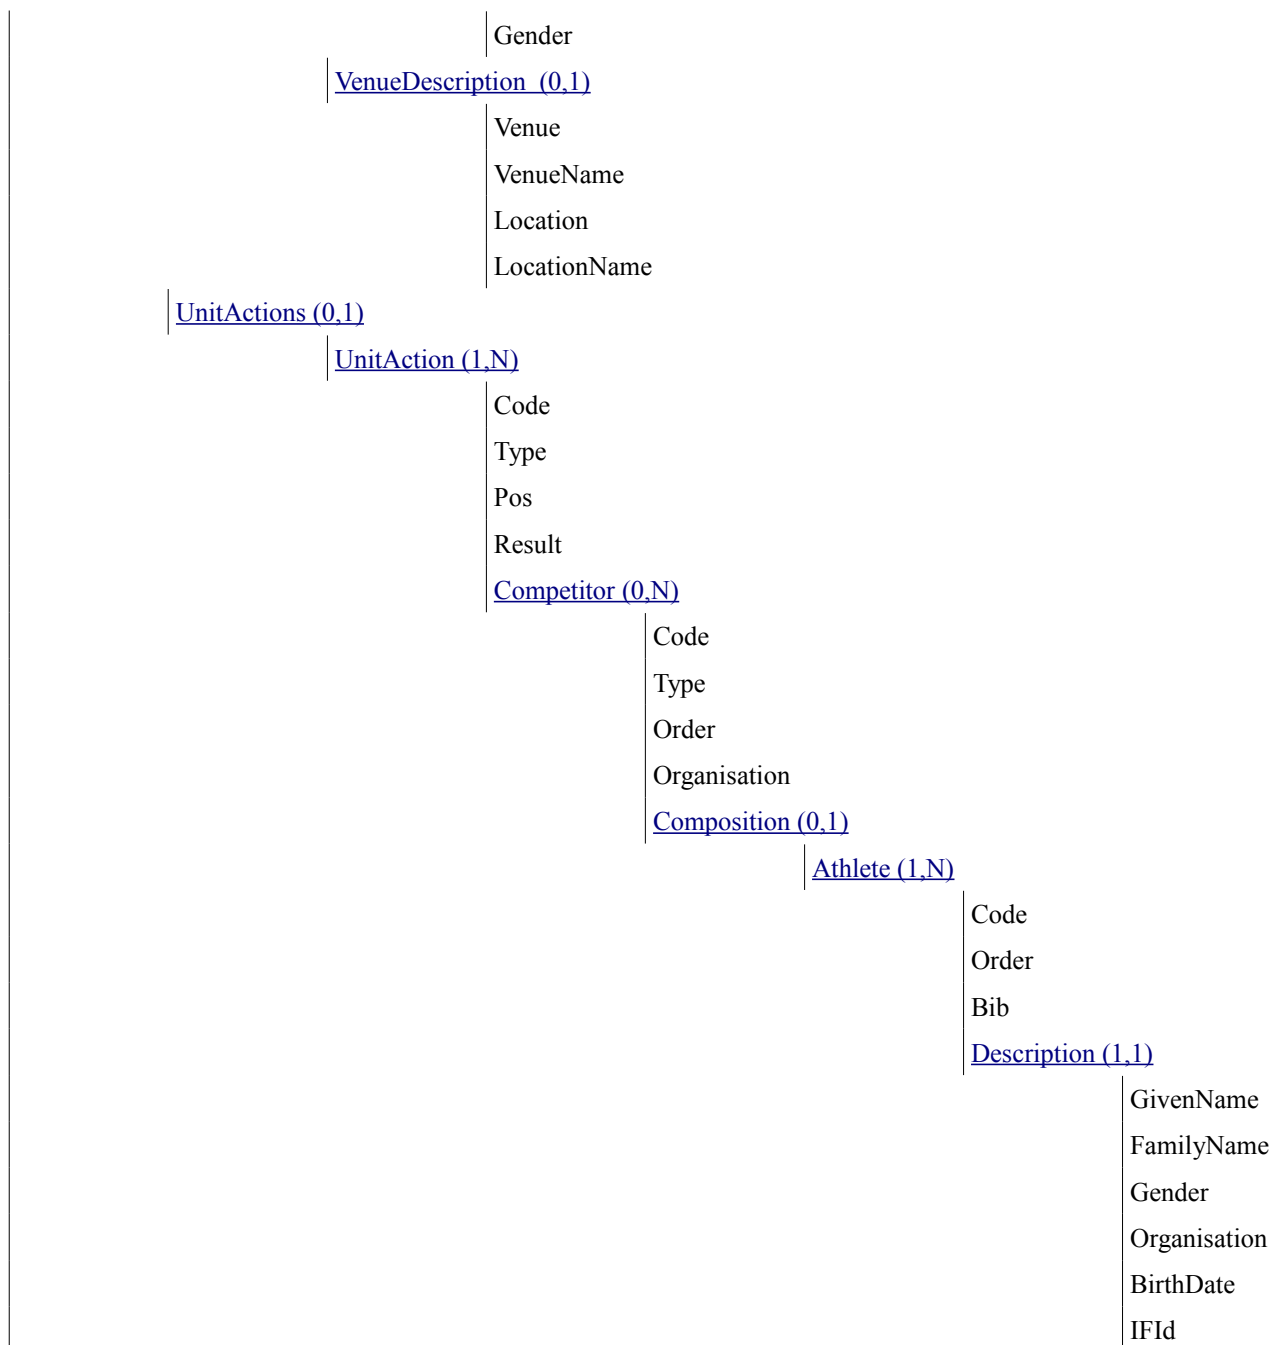 Gender
VenueDescription  (0,1)
Venue
VenueName
Location
LocationName
UnitActions (0,1)
UnitAction (1,N)
Code
Type
Pos
Result
Competitor (0,N)
Code
Type
Order
Organisation
Composition (0,1)
Athlete (1,N)
Code
Order
Bib
Description (1,1)
GivenName
FamilyName
Gender
Organisation
BirthDate
IFId